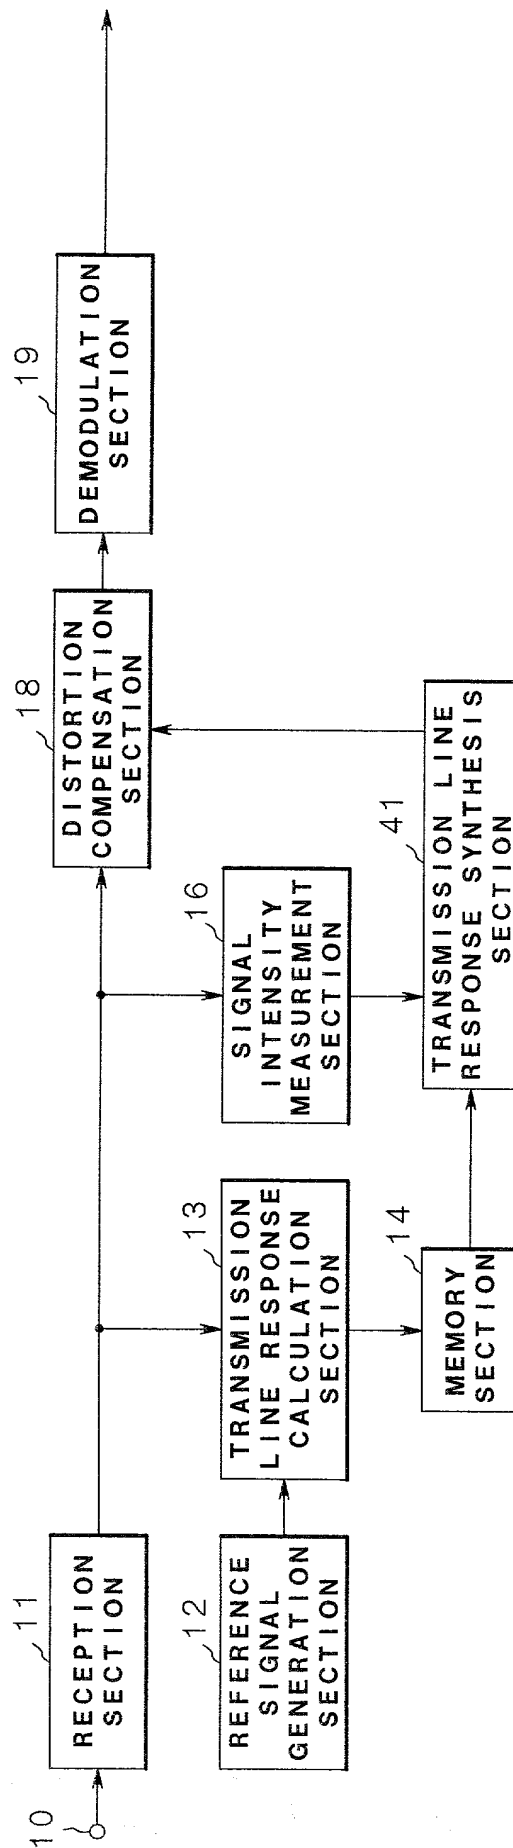 10
11
RECEPTION
SECTION
12
REFERENCE
SIGNAL
GENERATION
SECTION
13
TRANSMISSION
LINE RESPONSE
CALCULATION
SECTION
14
MEMORY
SECTION
16
SIGNAL
INTENSITY
MEASUREMENT
SECTION
41
TRANSMISSION LINE
RESPONSE SYNTHESIS
SECTION
18
DISTORTION
COMPENSATION
SECTION
19
DEMODULATION
SECTION